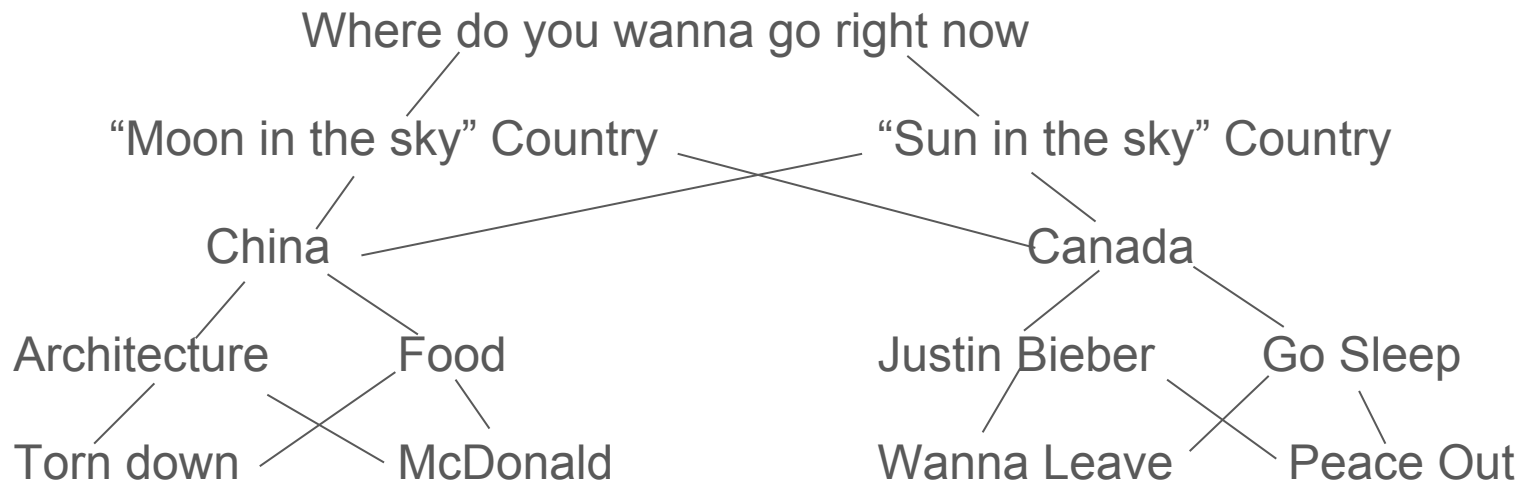 Where do you wanna go right now
“Moon in the sky” Country “Sun in the sky” Country
China Canada
Architecture Food Justin Bieber Go Sleep
Torn down McDonald Wanna Leave Peace Out